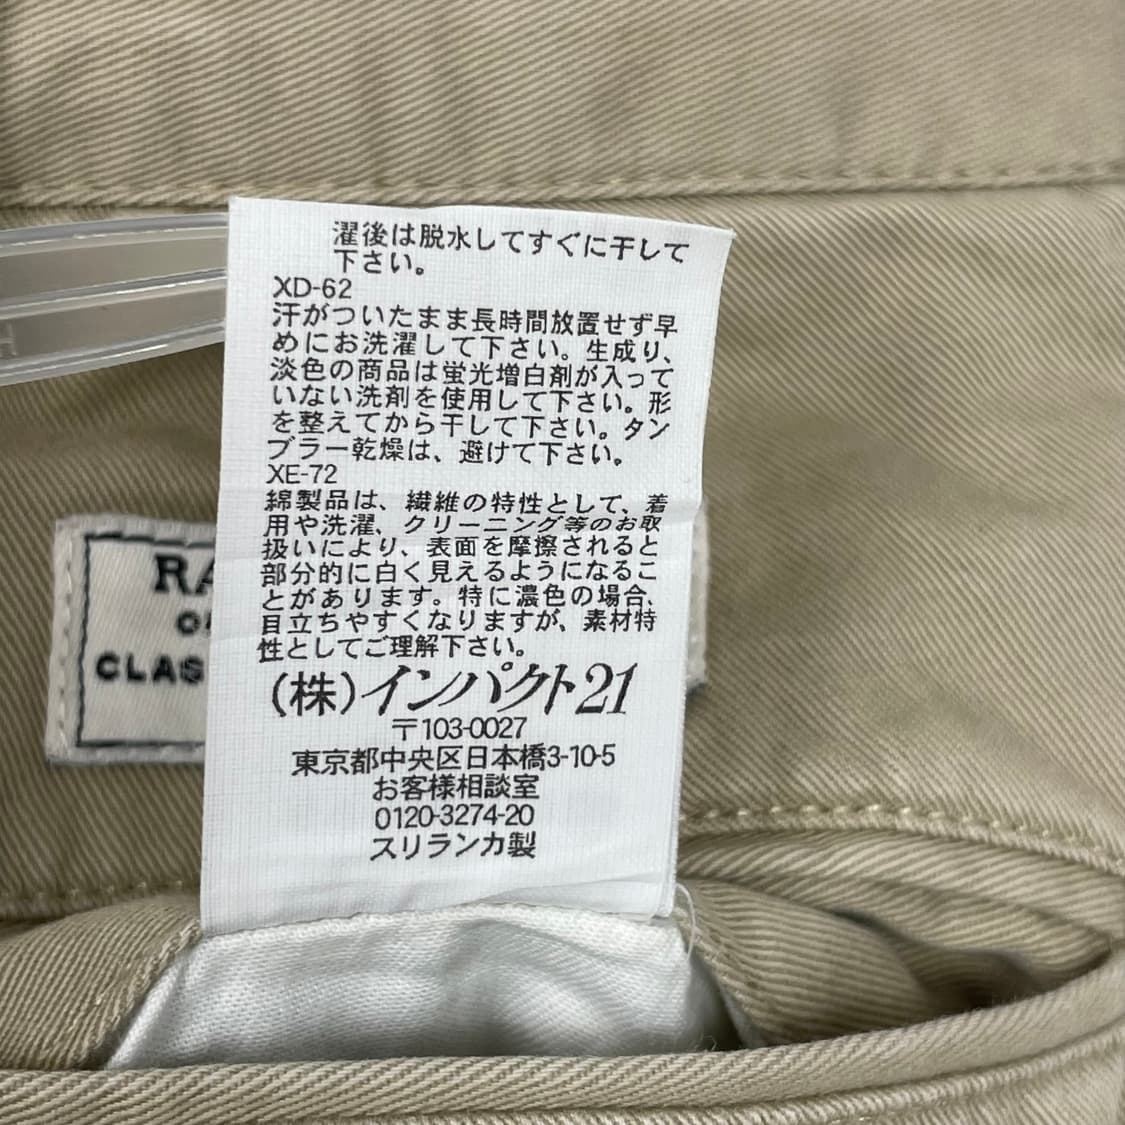 濯後は脱水してすぐに干して
下さい。
XD-62
汗がついたまま長時間放置せず早
めにお洗濯して下さい。生成り、
淡色の商品は蛍光増白剤が入って
いない洗剤を使用して下さい。形
を整えてから干して下さい。タン
ブラー乾燥は、避けて下さい。
XE-72
綿製品は、繊維の特性として、着
用や洗濯、クリーニング等のお取
扱いにより、表面を摩擦されると
部分的に白く見えるようになるこ
とがあります。特に濃色の場合、
目立ちやすくなりますが、素材特
性としてご理解下さい。
(株)インパクト21
〒103-0027
東京都中央区日本橋3-10-5
お客様相談室
0120-3274-20
スリランカ製
RA
CLAS